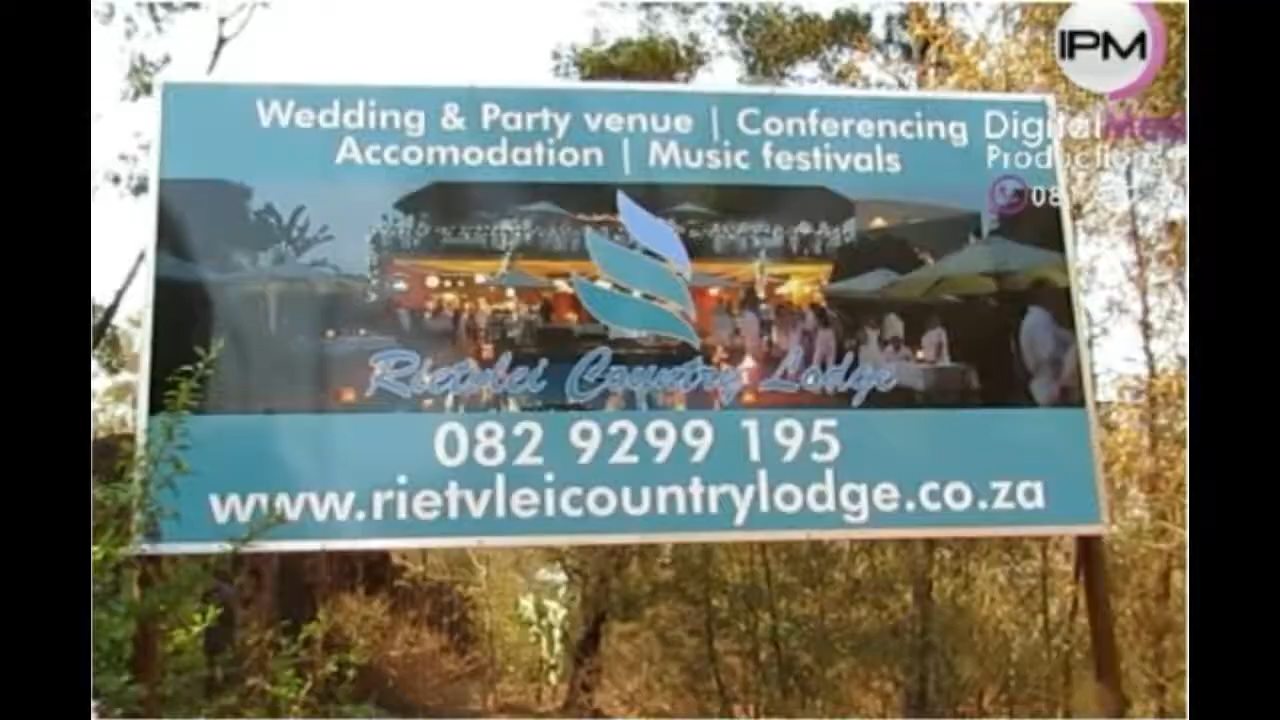 IPM
Wedding & Party venue | Conferencing
Accomodation | Music festivals
Digital
Productions
Rietvlei Country Lodge
082 9299 195
www.rietvleicountrylodge.co.za